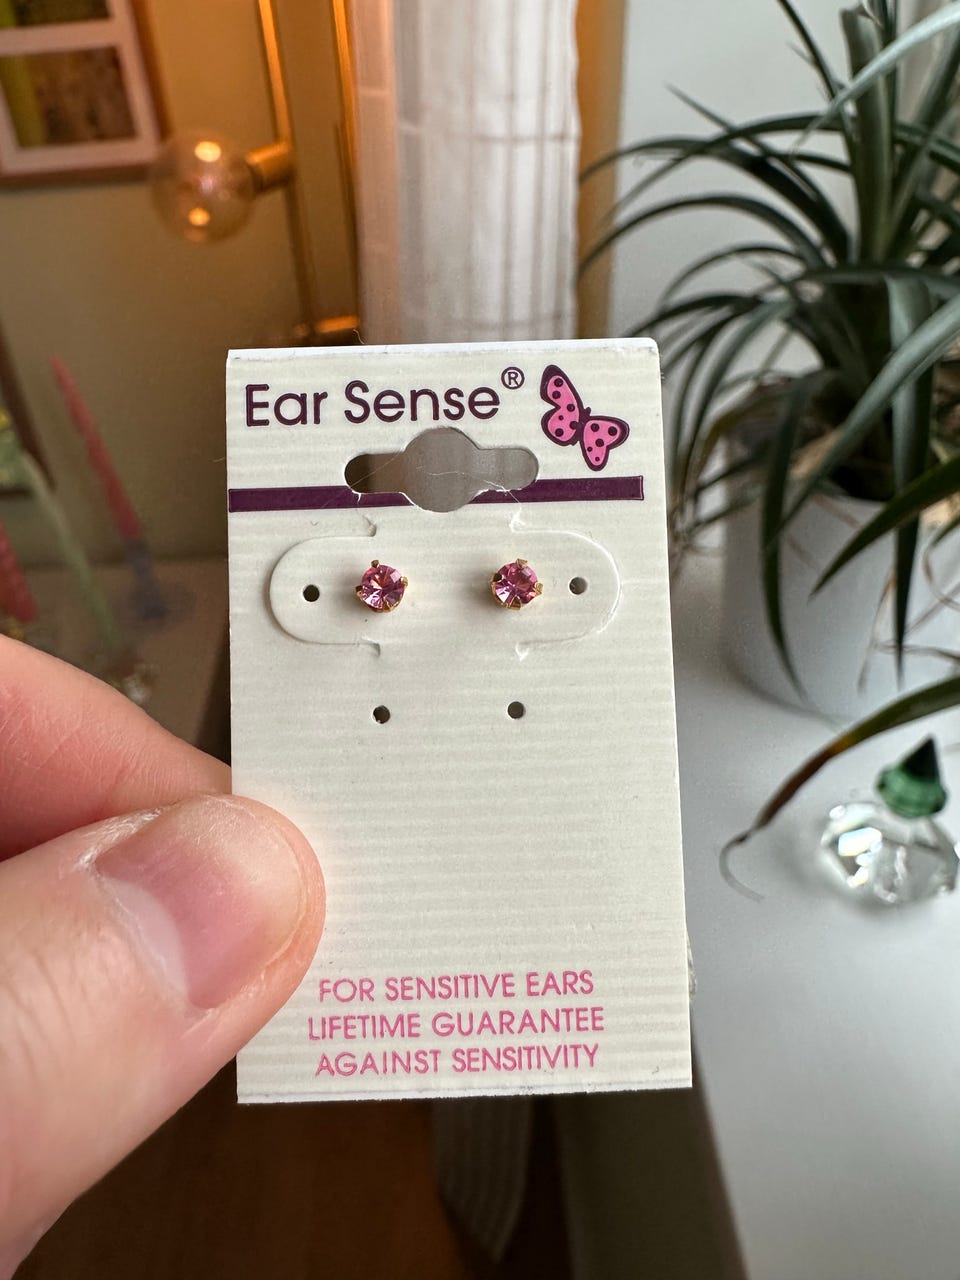 Ear Sense®
FOR SENSITIVE EARS
LIFETIME GUARANTEE
AGAINST SENSITIVITY